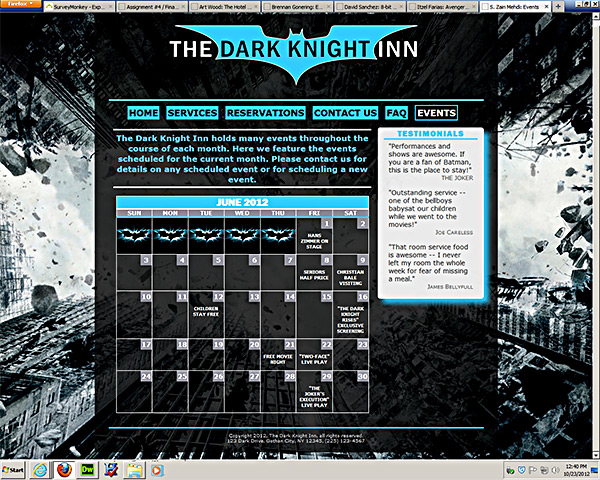 Firefox
SurveyMonkey - Exp...
Assignment #4 / Fina...
Art Wood: The Hotel ...
Brennan Gonering: E...
David Sanchez: 8-bit ...
Itzel Farias: Avenger...
S. Zain Mehdi: Events
THE DARK KNIGHT INN
HOME SERVICES RESERVATIONS CONTACT US FAQ EVENTS
The Dark Knight Inn holds many events throughout the
course of each month. Here we feature the events
scheduled for the current month. Please contact us for
details on any scheduled event or for scheduling a new
event.
TESTIMONIALS
"Performances and
shows are awesome. If
you are a fan of Batman,
this is the place to stay!"
THE JOKER
"Outstanding service --
one of the bellboys
babysat our children
while we went to the
movies!"
JOE CARELESS
"That room service food
is awesome -- I never
left my room the whole
week for fear of missing
a meal."
JAMES BELLYFULL
JUNE 2012
SUN MON TUE WED THU FRI SAT
1 2
HANS
ZIMMER ON
STAGE
3 4 5 6 7 8 9
SENIORS
HALF PRICE
CHRISTIAN
BALE
VISITING
10 11 12 13 14 15 16
CHILDREN
STAY FREE
"THE DARK
KNIGHT
RISES"
EXCLUSIVE
SCREENING
17 18 19 20 21 22 23
FREE MOVIE
NIGHT
"TWO-FACE"
LIVE PLAY
24 25 26 27 28 29 30
"THE
JOKER'S
EXECUTION"
LIVE PLAY
Copyright 2012, The Dark Knight Inn, all rights reserved.
123 Dark Drive, Gothan City, NY 12345, (225) 123-4567
Start
Dw
12:40 PM
10/23/2012